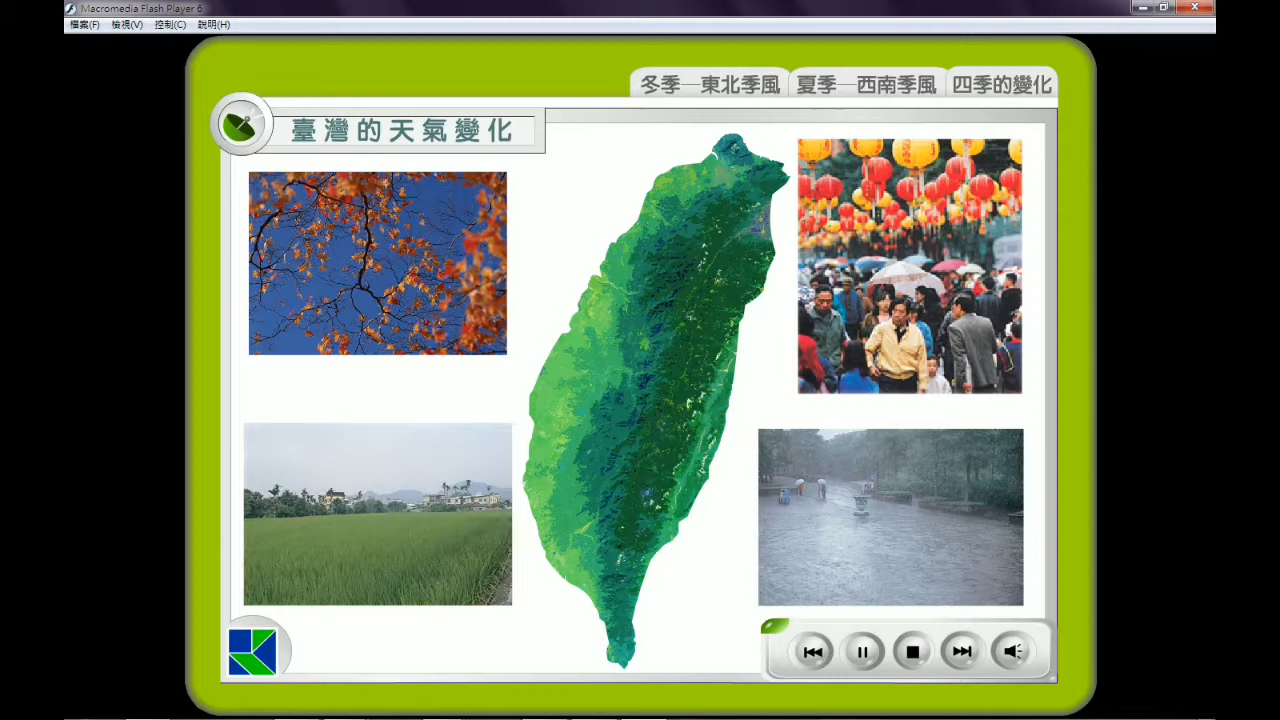 Macromedia Flash Player 6
檔案(F) 檢視(V) 控制(C) 說明(H)
冬季─東北季風 夏季─西南季風 四季的變化
臺灣的天氣變化